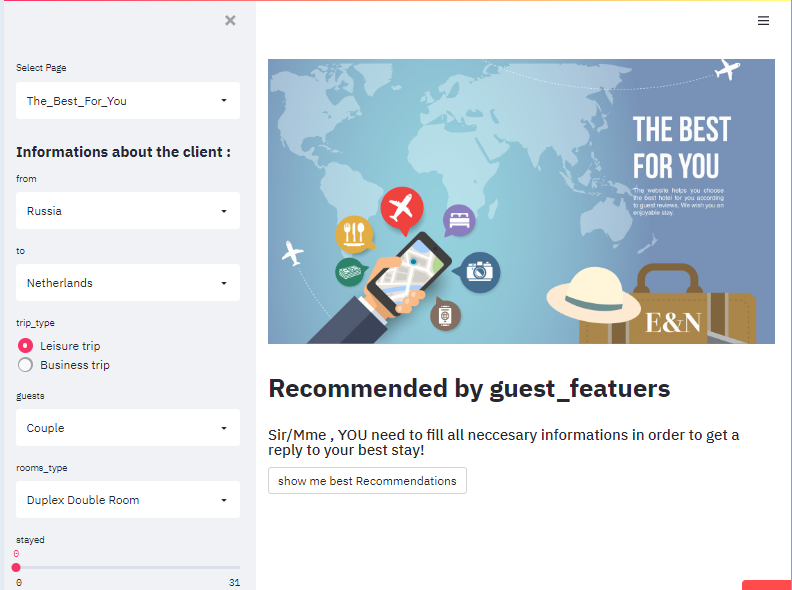 Select Page
The_Best_For_You
Informations about the client :
from
Russia
to
Netherlands
trip_type
Leisure trip
Business trip
guests
Couple
rooms_type
Duplex Double Room
stayed
0
0 31
THE BEST
FOR YOU
The website helps you choose
the best hotel for you according
to guest reviews. We wish you an
enjoyable stay.
E&N
Recommended by guest_featuers
Sir/Mme , YOU need to fill all neccesary informations in order to get a
reply to your best stay!
show me best Recommendations